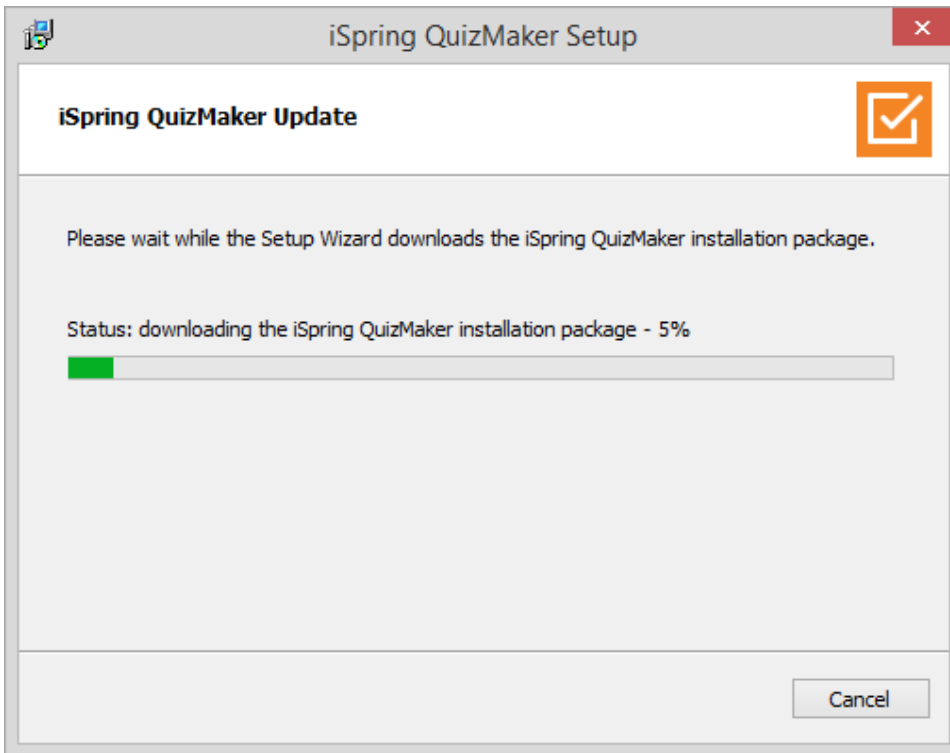 iSpring QuizMaker Setup
iSpring QuizMaker Update
Please wait while the Setup Wizard downloads the iSpring QuizMaker installation package.
Status: downloading the iSpring QuizMaker installation package - 5%
Cancel